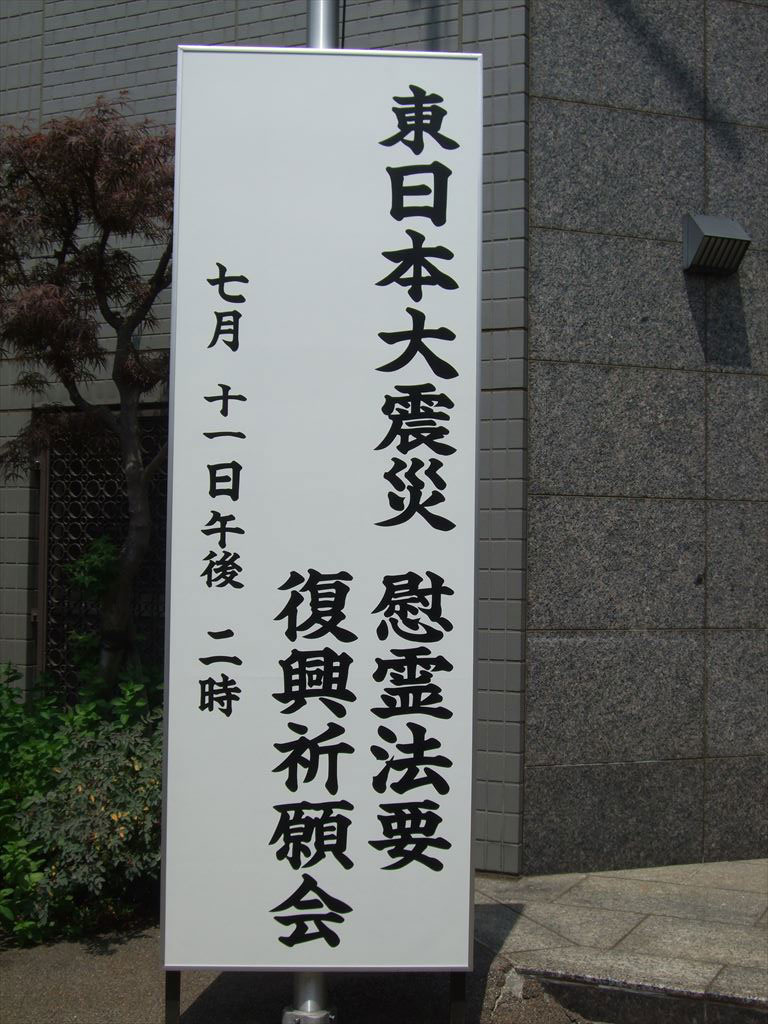 東日本大震災 慰霊法要
復興祈願会
七月 十一日午後 二時